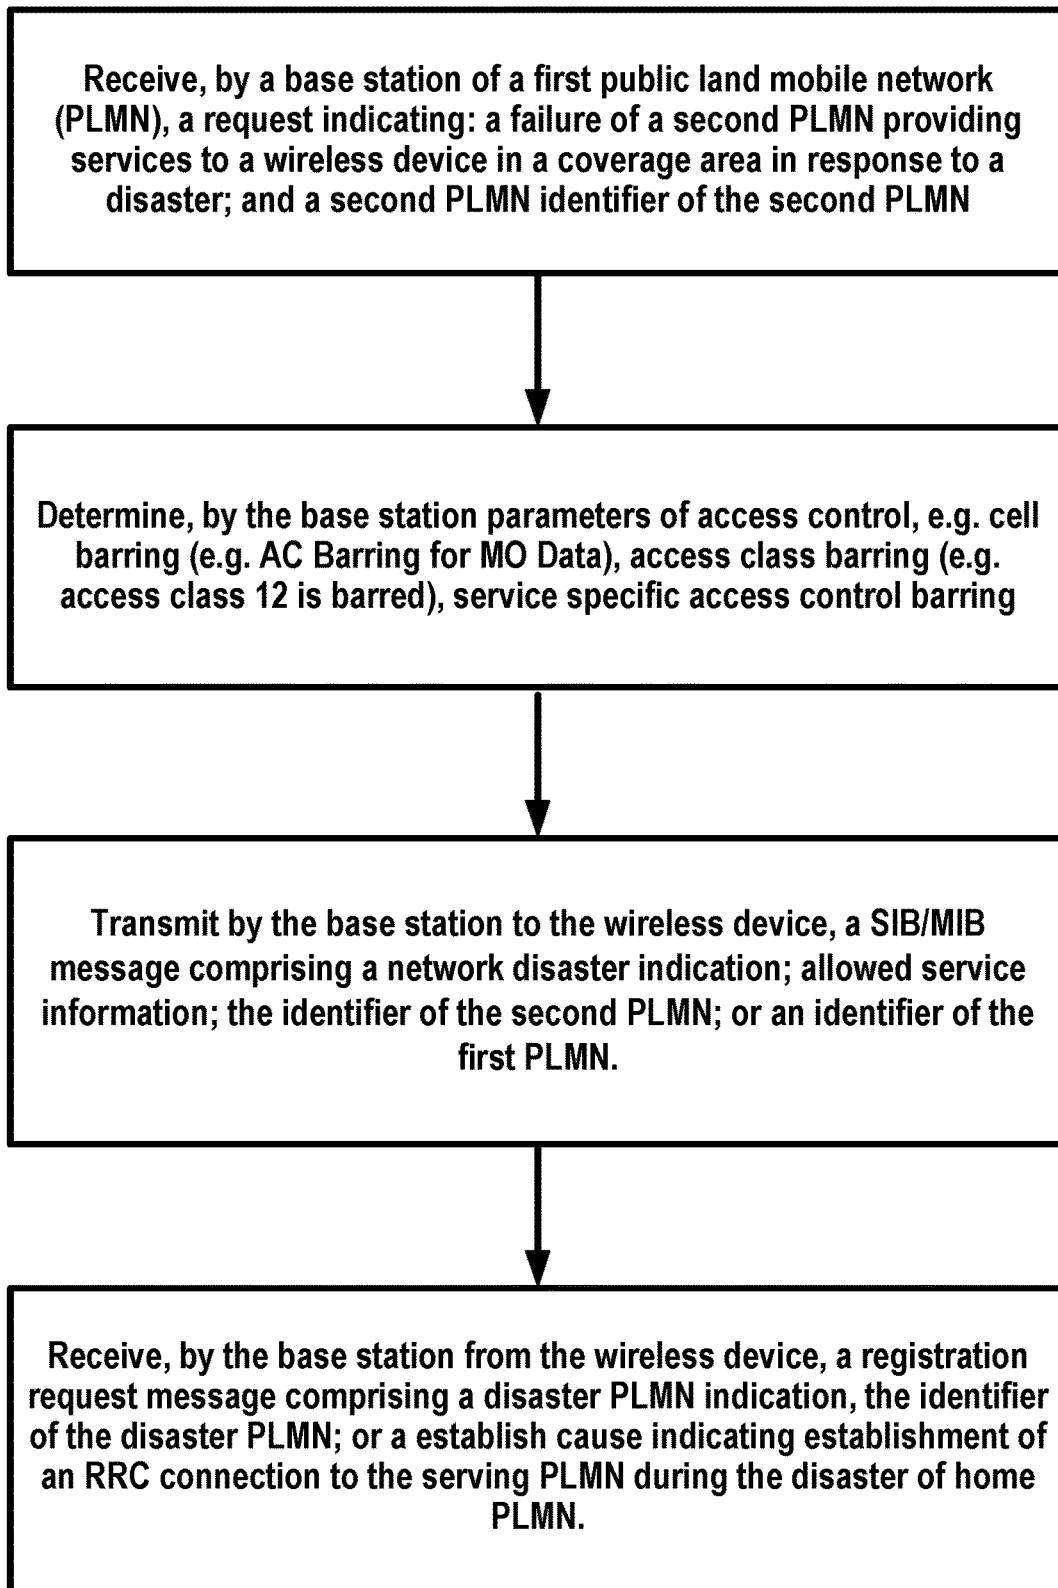 Receive, by a base station of a first public land mobile network
(PLMN), a request indicating: a failure of a second PLMN providing
services to a wireless device in a coverage area in response to a
disaster; and a second PLMN identifier of the second PLMN
Determine, by the base station parameters of access control, e.g. cell
barring (e.g. AC Barring for MO Data), access class barring (e.g.
access class 12 is barred), service specific access control barring
Transmit by the base station to the wireless device, a SIB/MIB
message comprising a network disaster indication; allowed service
information; the identifier of the second PLMN; or an identifier of the
first PLMN.
Receive, by the base station from the wireless device, a registration
request message comprising a disaster PLMN indication, the identifier
of the disaster PLMN; or a establish cause indicating establishment of
an RRC connection to the serving PLMN during the disaster of home
PLMN.